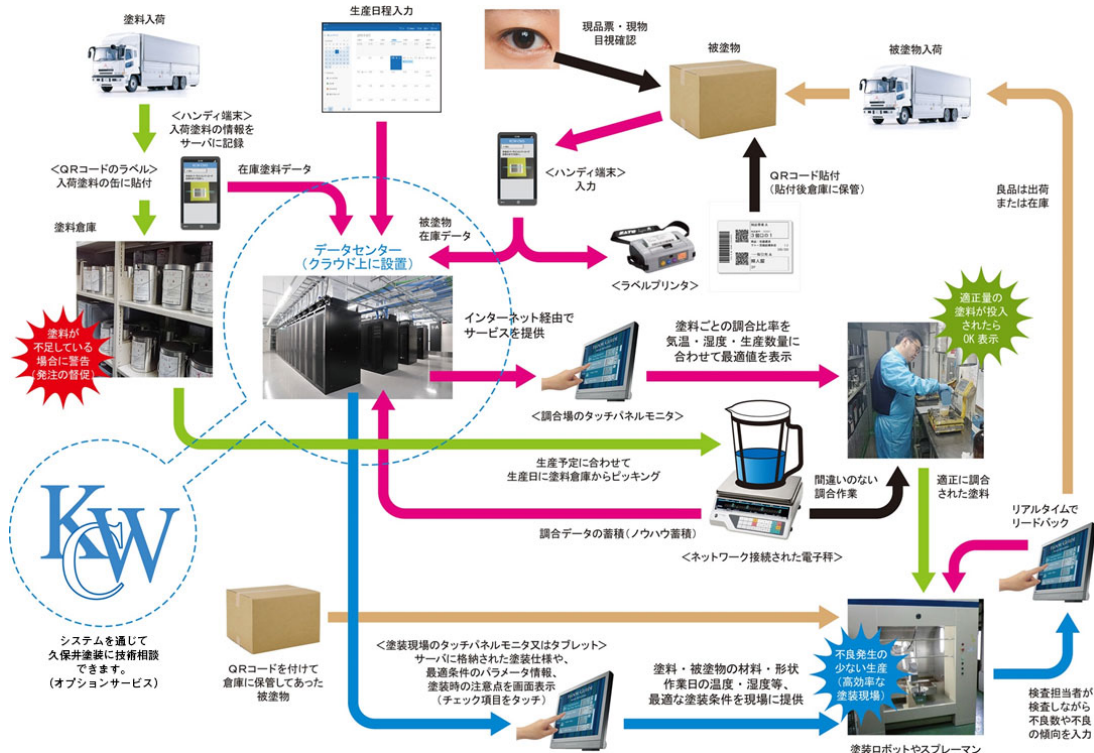 塗料入荷
生産日程入力
現品票・現物
目視確認
被塗物
被塗物入荷
<ハンディ端末>
入荷塗料の情報を
サーバに記録
<QRコードのラベル>
入荷塗料の缶に貼付
在庫塗料データ
塗料倉庫
<ハンディ端末>
入力
QRコード貼付
(貼付後倉庫に保管)
良品は出荷
または在庫
被塗物
在庫データ
データセンター
(クラウド上に設置)
SATO
<ラベルプリンタ>
塗料が
不足している
場合に警告
(発注の督促)
インターネット経由で
サービスを提供
塗料ごとの調合比率を
気温・湿度・生産数量に
合わせて最適値を表示
適正量の
塗料が投入
されたら
OK表示
<調合場のタッチパネルモニタ>
生産予定に合わせて
生産日に塗料倉庫からピッキング
間違いのない
調合作業
適正に調合
された塗料
調合データの蓄積(ノウハウ蓄積)
<ネットワーク接続された電子秤>
リアルタイムで
リードバック
KCW
システムを通じて
久保井塗装に技術相談
できます。
(オプションサービス)
QRコードを付けて
倉庫に保管してあった
被塗物
<塗装現場のタッチパネルモニタ又はタブレット>
サーバに格納された塗装仕様や、
最適条件のパラメータ情報、
塗装時の注意点を画面表示
(チェック項目をタッチ)
塗料・被塗物の材料・形状
作業日の温度・湿度等、
最適な塗装条件を現場に提供
不良発生の
少ない生産
(高効率な
塗装現場)
検査担当者が
検査しながら
不良数や不良
の傾向を入力
塗装ロボットやスプレーマン